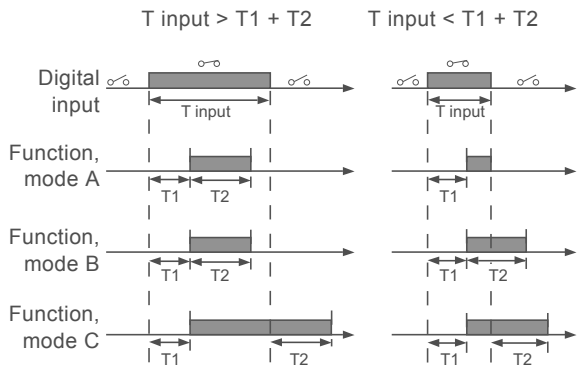 T input > T1 + T2
T input < T1 + T2
Digital
input
T input
T input
Function,
mode A
T1
T2
T1
Function,
mode B
T1
T2
T1
T2
Function,
mode C
T1
T2
T1
T2